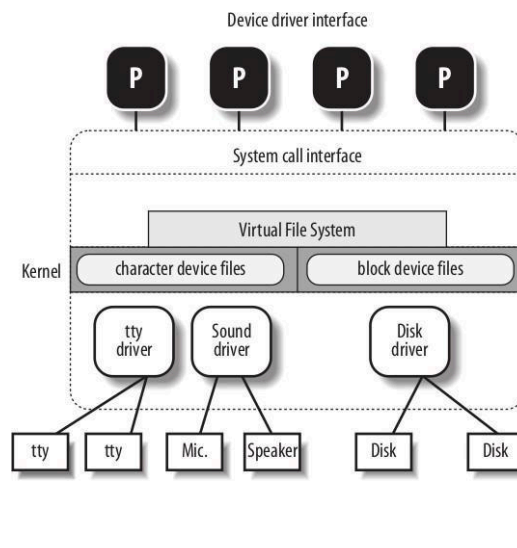 Device driver interface
P P P P
System call interface
Virtual File System
Kernel
character device files
block device files
tty
driver
Sound
driver
Disk
driver
tty
tty
Mic.
Speaker
Disk
Disk